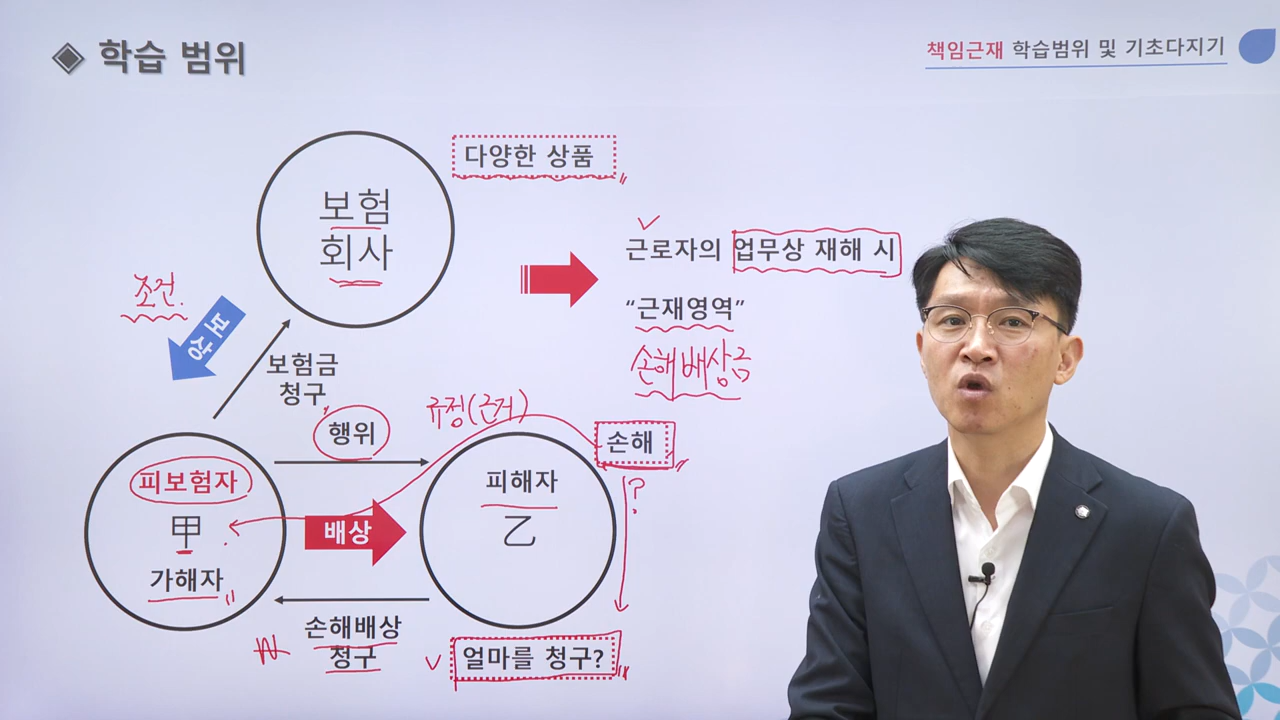 학습 범위
책임근재 학습범위 및 기초다지기
다양한 상품
보험
회사
근로자의 업무상 재해 시
“근재영역”
손해배상금
조건.
보상
보험금
청구
규정(근거)
행위
손해
피보험자
甲
가해자
배상
피해자
乙
?
손해배상
청구
얼마를 청구?